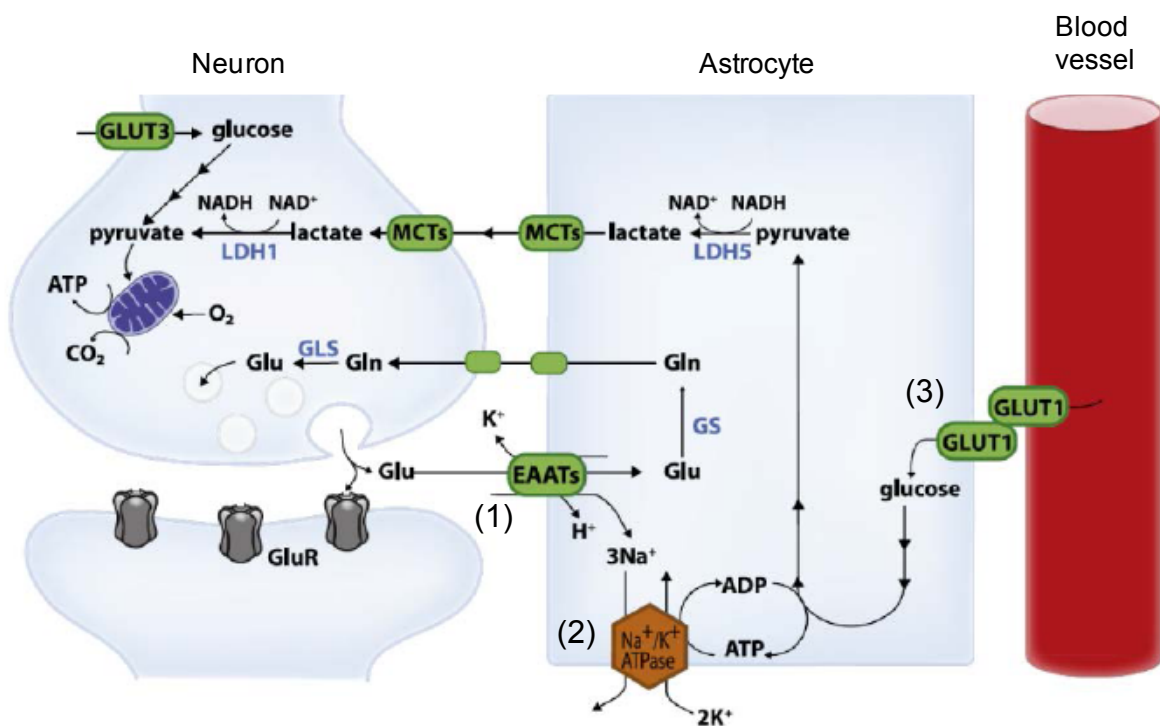 Neuron
Astrocyte
Blood
vessel
GLUT3
glucose
NADH NAD⁺
NAD⁺ NADH
pyruvate
lactate
MCTs
MCTs
lactate
pyruvate
LDH1
LDH5
ATP
O₂
CO₂
Glu
GLS
Gln
Gln
GS
(3)
GLUT1
GLUT1
K⁺
Glu
EAATs
Glu
glucose
(1)
H⁺
GluR
3Na⁺
(2)
ADP
Na⁺/K⁺
ATPase
ATP
2K⁺